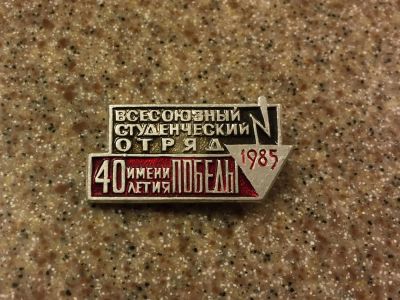 ВСЕСОЮЗНЫЙ
СТУДЕНЧЕСКИЙ
ОТРЯД
1985
40 ИМЕНИ ЛЕТИЯ ПОБЕДЫ